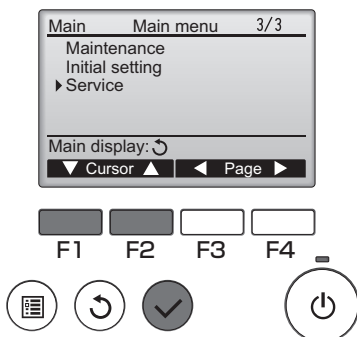 Main Main menu 3/3
Maintenance
Initial setting
Service
Main display:
Cursor Page
F1 F2 F3 F4